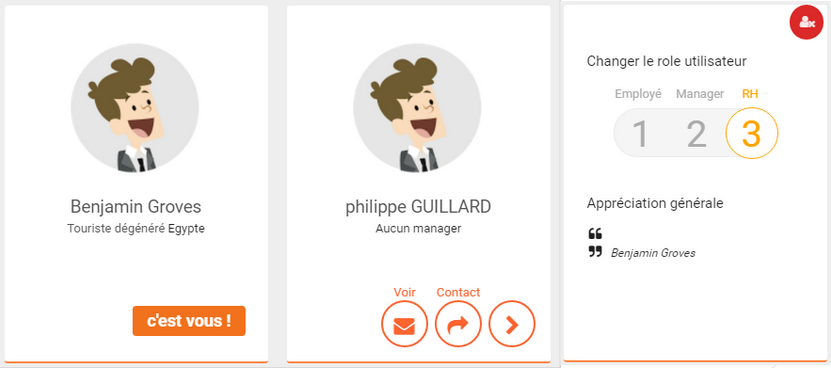 Benjamin Groves
Touriste dégénéré Egypte
c'est vous !
philippe GUILLARD
Aucun manager
Voir Contact
Changer le role utilisateur
Employé Manager RH
1 2 3
Appréciation générale
❝
❞ Benjamin Groves